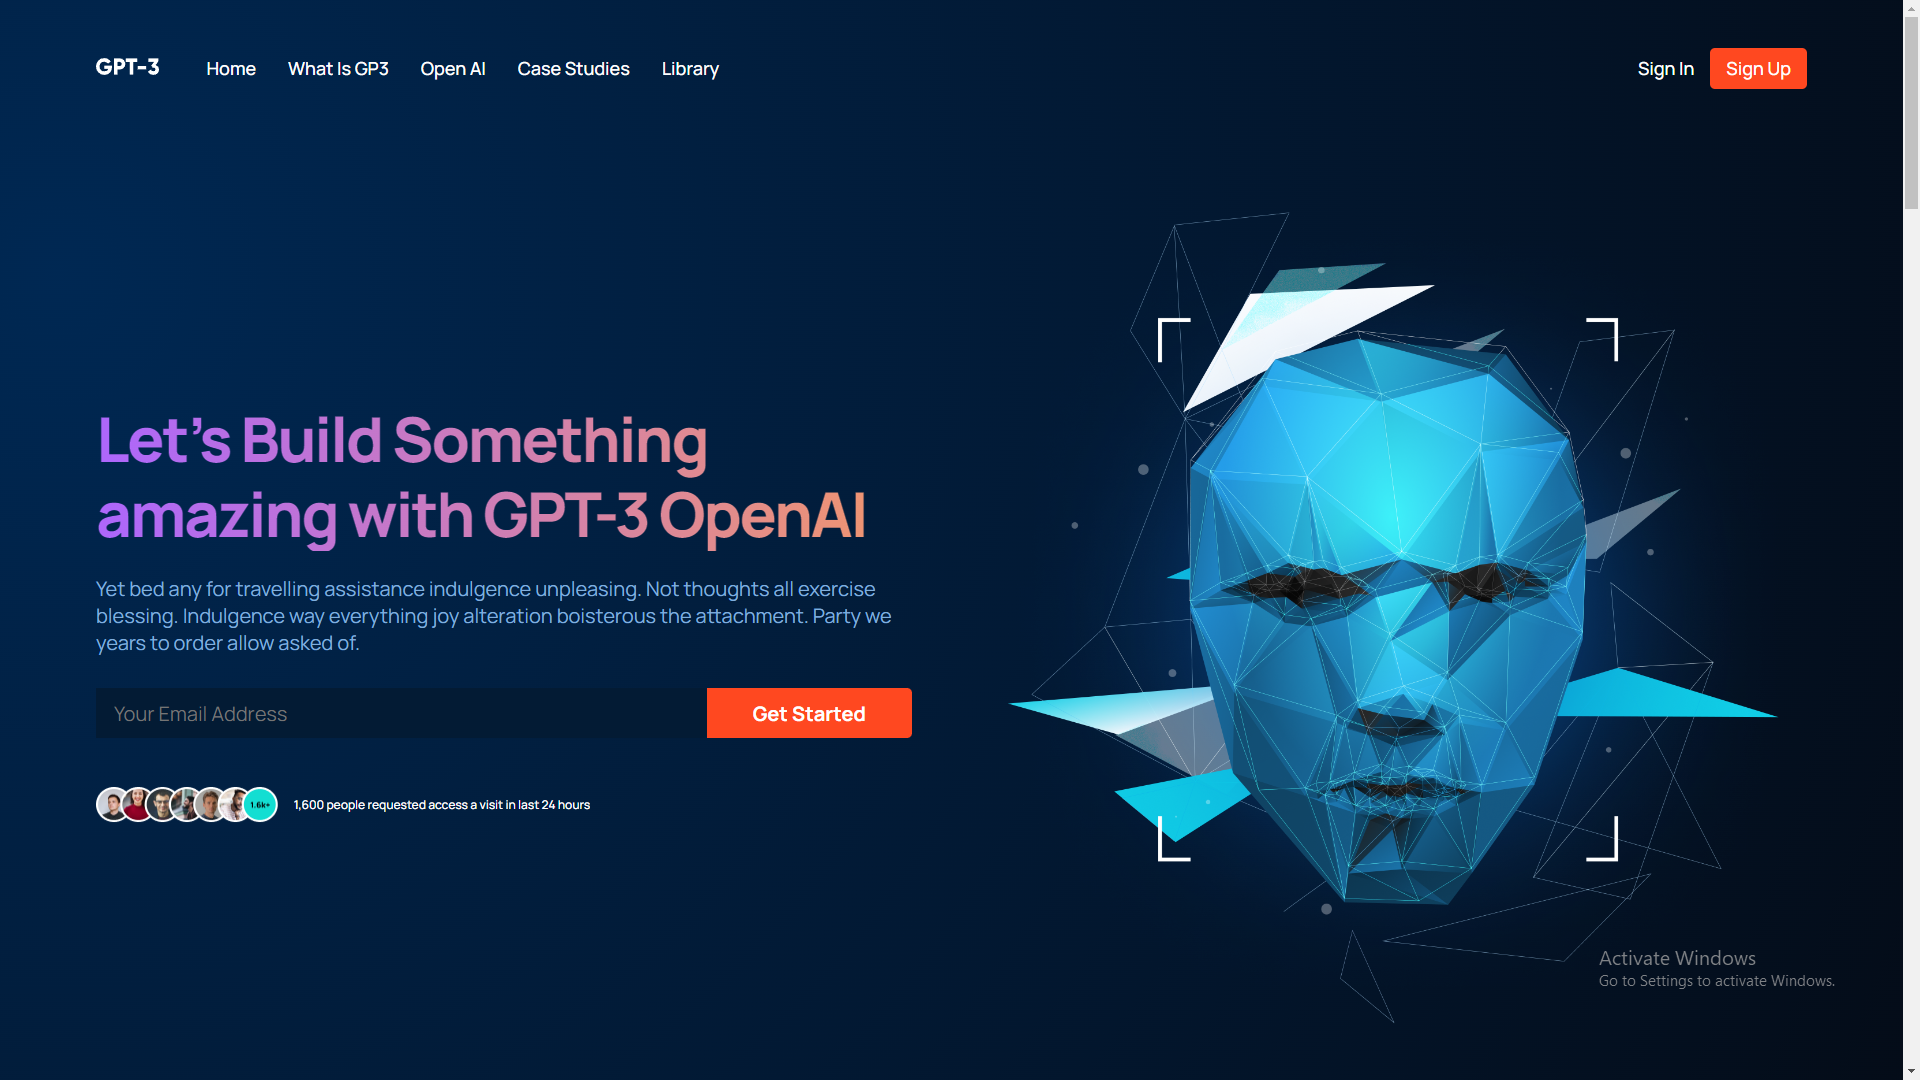 GPT-3
Home
What Is GP3
Open AI
Case Studies
Library
Sign In
Sign Up
Let's Build Something
amazing with GPT-3 OpenAI
Yet bed any for travelling assistance indulgence unpleasing. Not thoughts all exercise
blessing. Indulgence way everything joy alteration boisterous the attachment. Party we
years to order allow asked of.
Your Email Address
Get Started
1.6k+
1,600 people requested access a visit in last 24 hours
Activate Windows
Go to Settings to activate Windows.